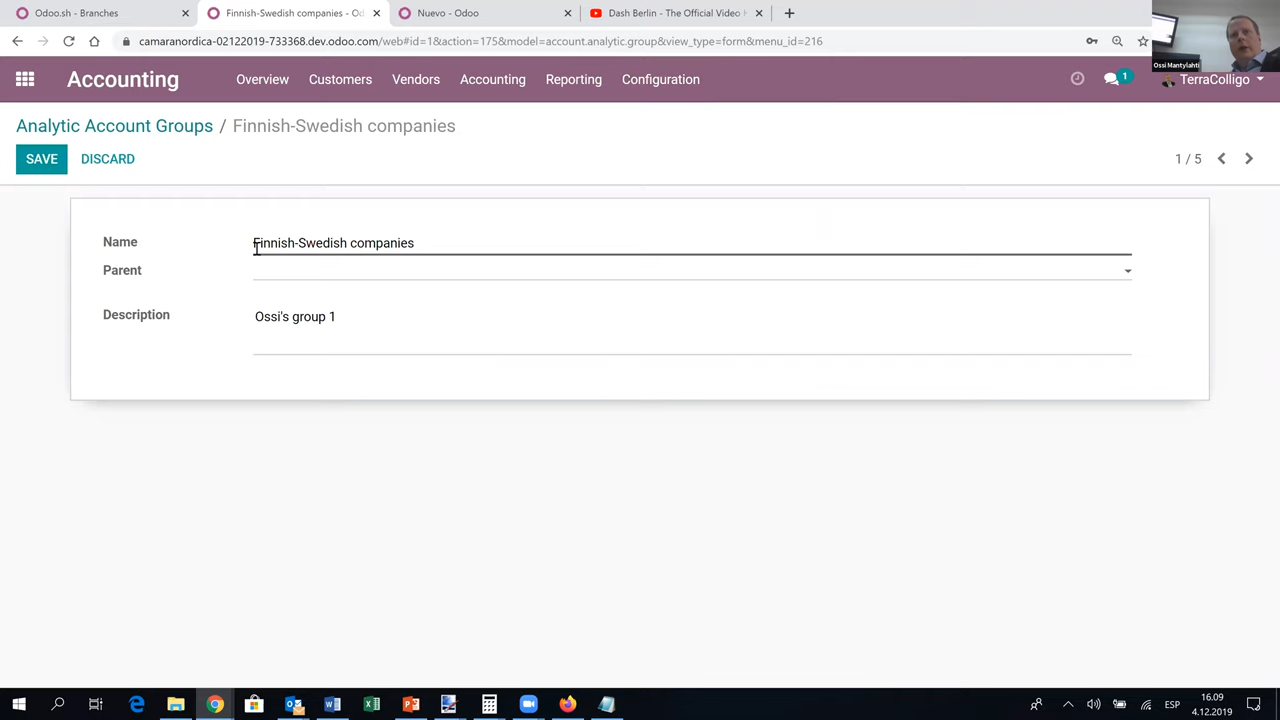 Odoo.sh - Branches
Finnish-Swedish companies - Od
Nuevo - Odoo
Dash Berlin - The Official Video
camaranordica-02122019-733368.dev.odoo.com/web#id=1&action=175&model=account.analytic.group&view_type=form&menu_id=216
Ossi Mantylahti
Accounting Overview Customers Vendors Accounting Reporting Configuration 1 TerraColligo
Analytic Account Groups / Finnish-Swedish companies
SAVE DISCARD 1 / 5
Name Finnish-Swedish companies
Parent
Description Ossi's group 1
ESP
16.09
4.12.2019